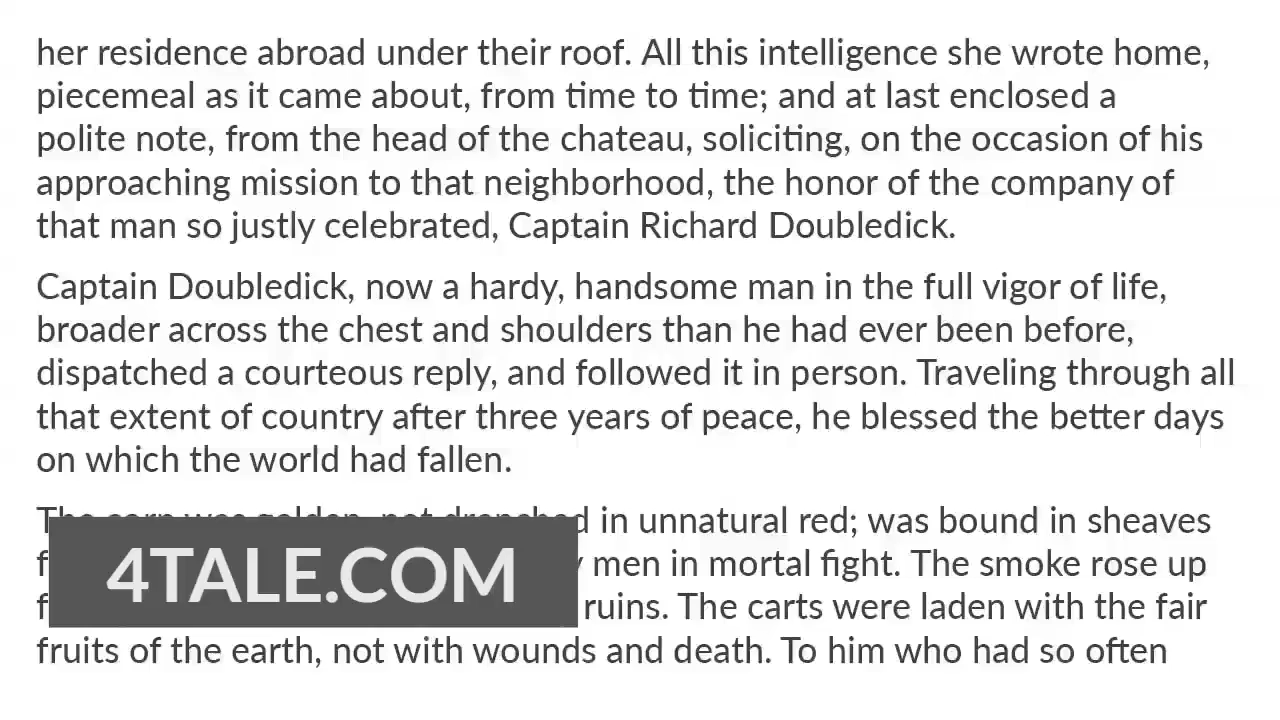 her residence abroad under their roof. All this intelligence she wrote home,
piecemeal as it came about, from time to time; and at last enclosed a
polite note, from the head of the chateau, soliciting, on the occasion of his
approaching mission to that neighborhood, the honor of the company of
that man so justly celebrated, Captain Richard Doubledick.
Captain Doubledick, now a hardy, handsome man in the full vigor of life,
broader across the chest and shoulders than he had ever been before,
dispatched a courteous reply, and followed it in person. Traveling through all
that extent of country after three years of peace, he blessed the better days
on which the world had fallen.
The corn was golden, not drenched in unnatural red; was bound in sheaves
men in mortal fight. The smoke rose up
ruins. The carts were laden with the fair
fruits of the earth, not with wounds and death. To him who had so often
4TALE.COM